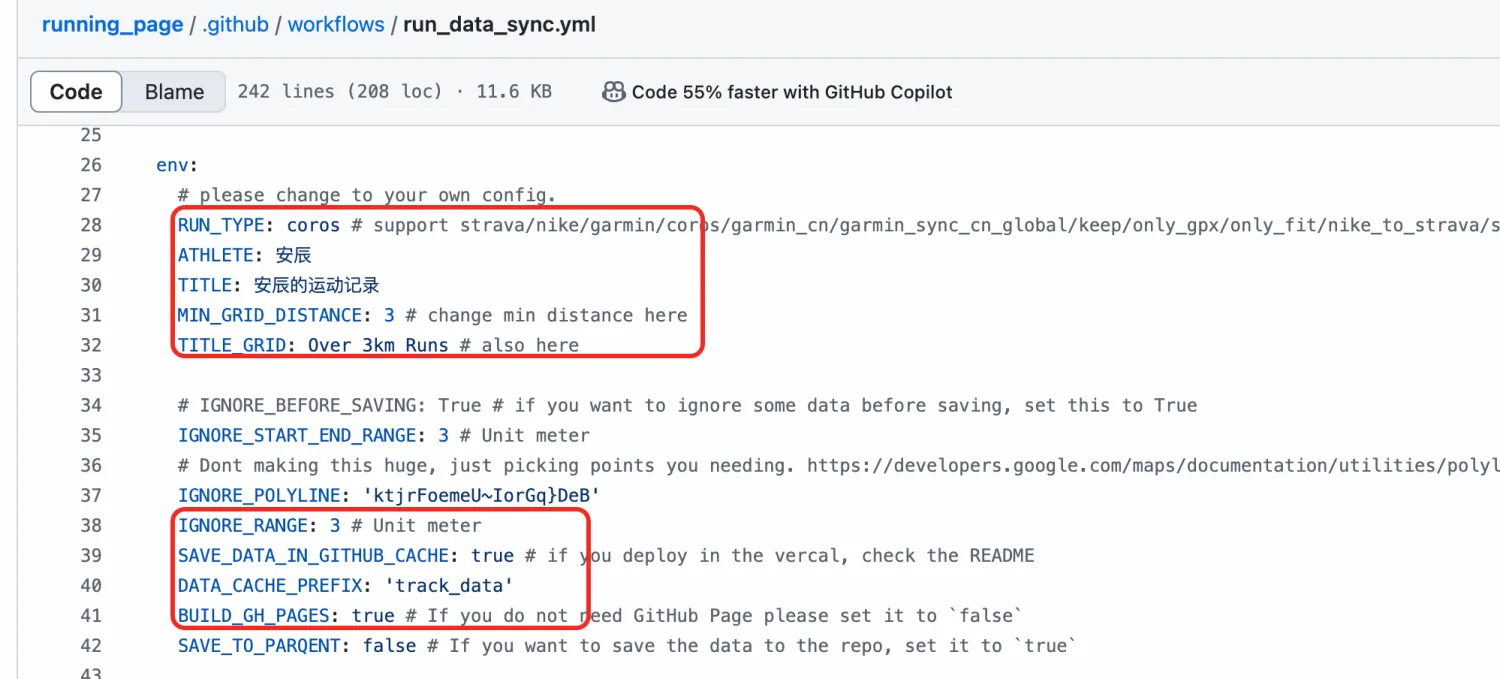 running_page / .github / workflows / run_data_sync.yml
Code Blame 242 lines (208 loc) · 11.6 KB Code 55% faster with GitHub Copilot
25
26 env:
27 # please change to your own config.
28 RUN_TYPE: coros # support strava/nike/garmin/coros/garmin_cn/garmin_sync_cn_global/keep/only_gpx/only_fit/nike_to_strava/s
29 ATHLETE: 安辰
30 TITLE: 安辰的运动记录
31 MIN_GRID_DISTANCE: 3 # change min distance here
32 TITLE_GRID: Over 3km Runs # also here
33
34 # IGNORE_BEFORE_SAVING: True # if you want to ignore some data before saving, set this to True
35 IGNORE_START_END_RANGE: 3 # Unit meter
36 # Dont making this huge, just picking points you needing. https://developers.google.com/maps/documentation/utilities/polyl
37 IGNORE_POLYLINE: 'ktjrFoemeU~IorGq}DeB'
38 IGNORE_RANGE: 3 # Unit meter
39 SAVE_DATA_IN_GITHUB_CACHE: true # if you deploy in the vercal, check the README
40 DATA_CACHE_PREFIX: 'track_data'
41 BUILD_GH_PAGES: true # If you do not need GitHub Page please set it to `false`
42 SAVE_TO_PARQENT: false # If you want to save the data to the repo, set it to `true`
43